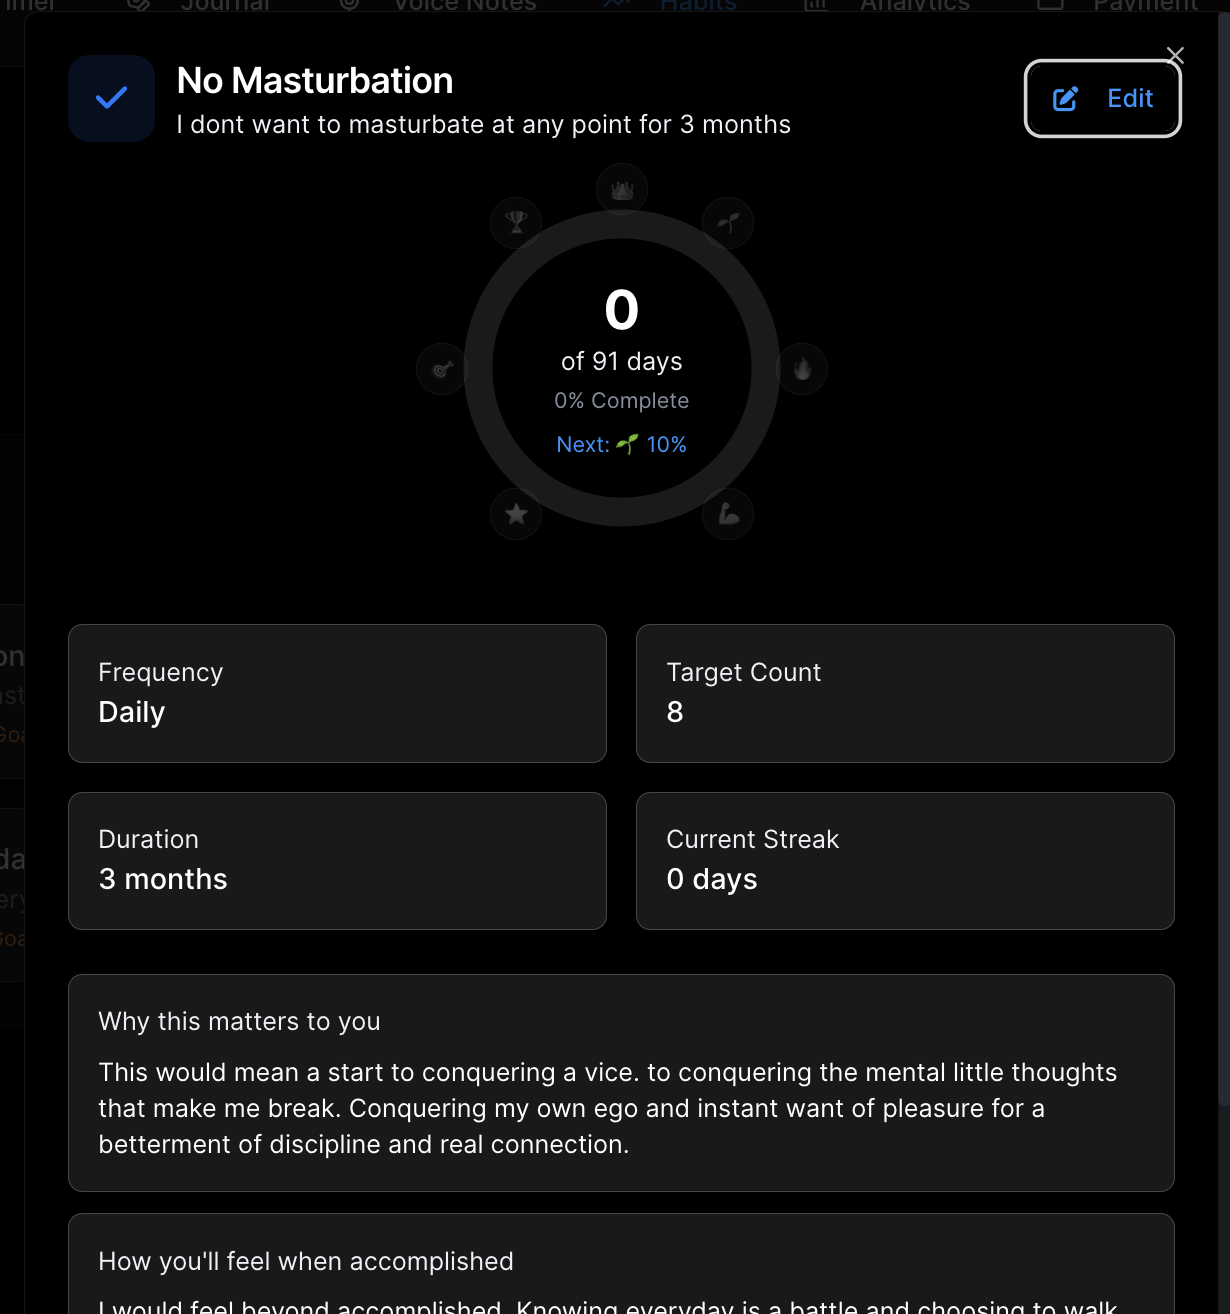 Journal
Voice Notes
Habits
Analytics
Payment
No Masturbation
Edit
I dont want to masturbate at any point for 3 months
0
of 91 days
0% Complete
Next: 🌱 10%
Frequency
Daily
Target Count
8
Duration
3 months
Current Streak
0 days
Why this matters to you
This would mean a start to conquering a vice. to conquering the mental little thoughts
that make me break. Conquering my own ego and instant want of pleasure for a
betterment of discipline and real connection.
How you'll feel when accomplished
I would feel beyond accomplished. Knowing everyday is a battle and choosing to walk